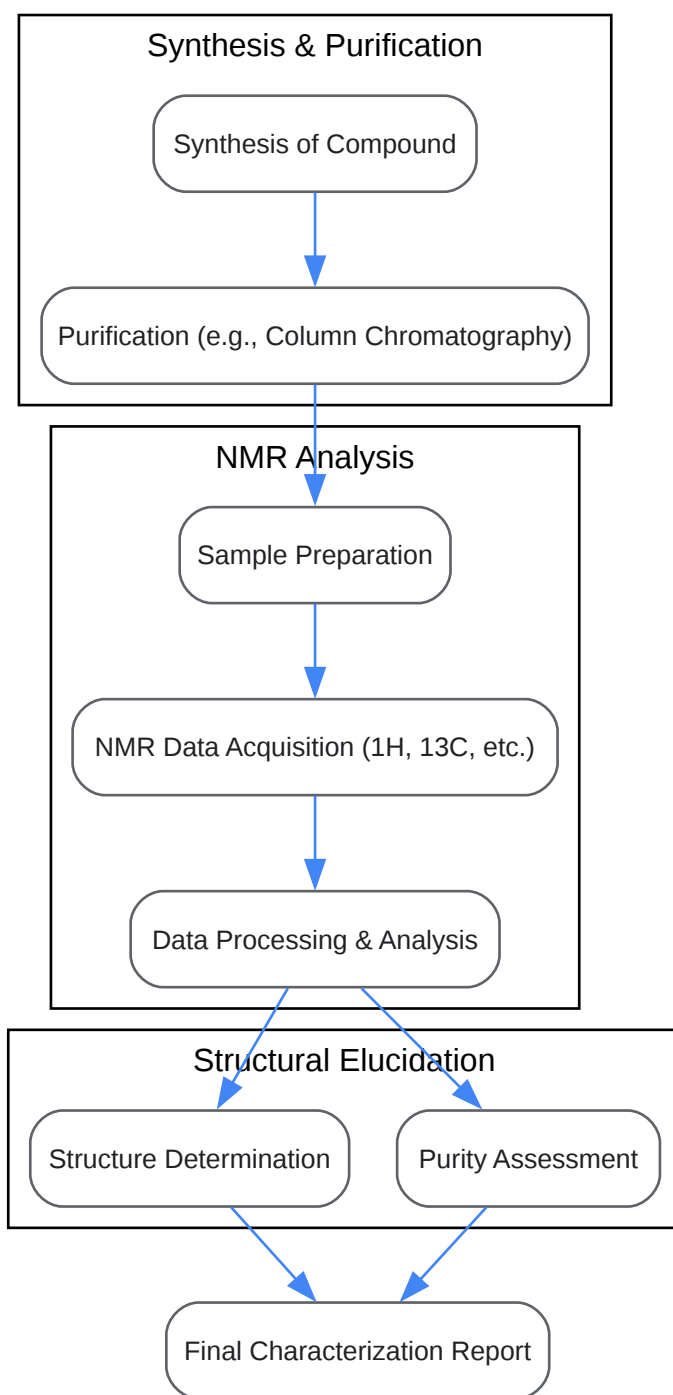 Synthesis & Purification
Synthesis of Compound
Purification (e.g., Column Chromatography)
NMR Analysis
Sample Preparation
NMR Data Acquisition (1H, 13C, etc.)
Data Processing & Analysis
Structural Elucidation
Structure Determination
Purity Assessment
Final Characterization Report